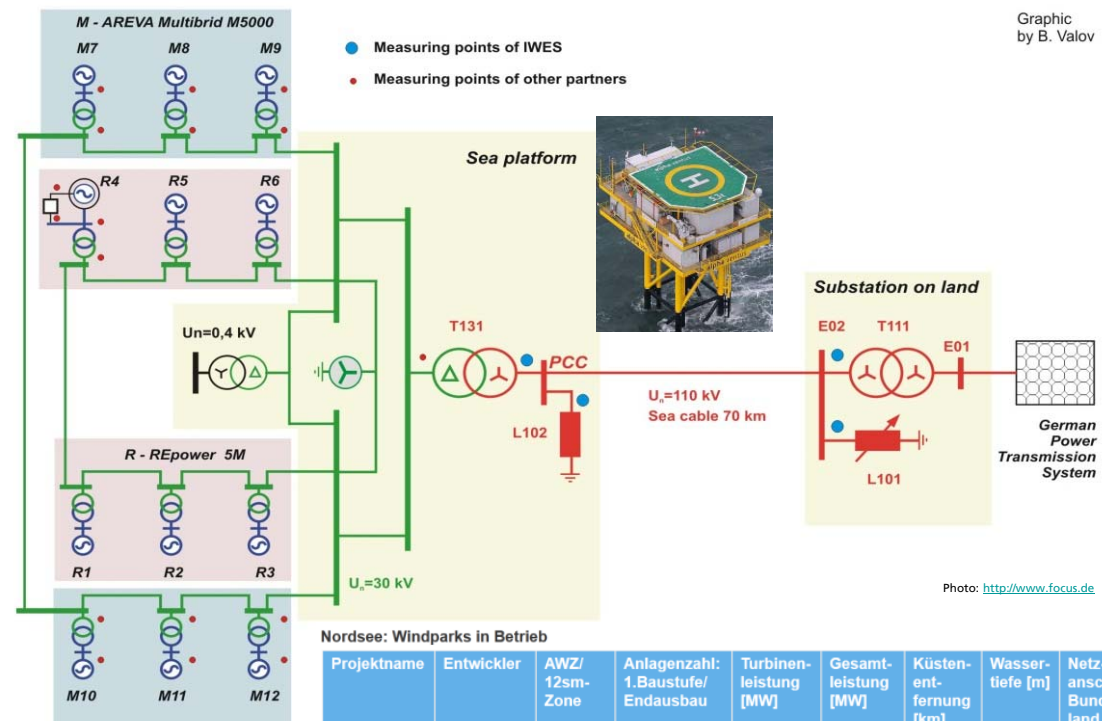 M - AREVA Multibrid M5000
M7 M8 M9
Measuring points of IWES
Measuring points of other partners
Graphic
by B. Valov
Sea platform
R4 R5 R6
H
alpha ventus
Un=0,4 kV
T131
PCC
L102
Un=110 kV
Sea cable 70 km
Substation on land
E02 T111
E01
L101
German
Power
Transmission
System
R - REpower 5M
R1 R2 R3
Un=30 kV
M10 M11 M12
Photo: http://www.focus.de
Nordsee: Windparks in Betrieb
Projektname
Entwickler
AWZ/
12sm-
Zone
Anlagenzahl:
1.Baustufe/
Endausbau
Turbinen-
leistung
[MW]
Gesamt-
leistung
[MW]
Küsten-
ent-
fernung
[km]
Wasser-
tiefe [m]